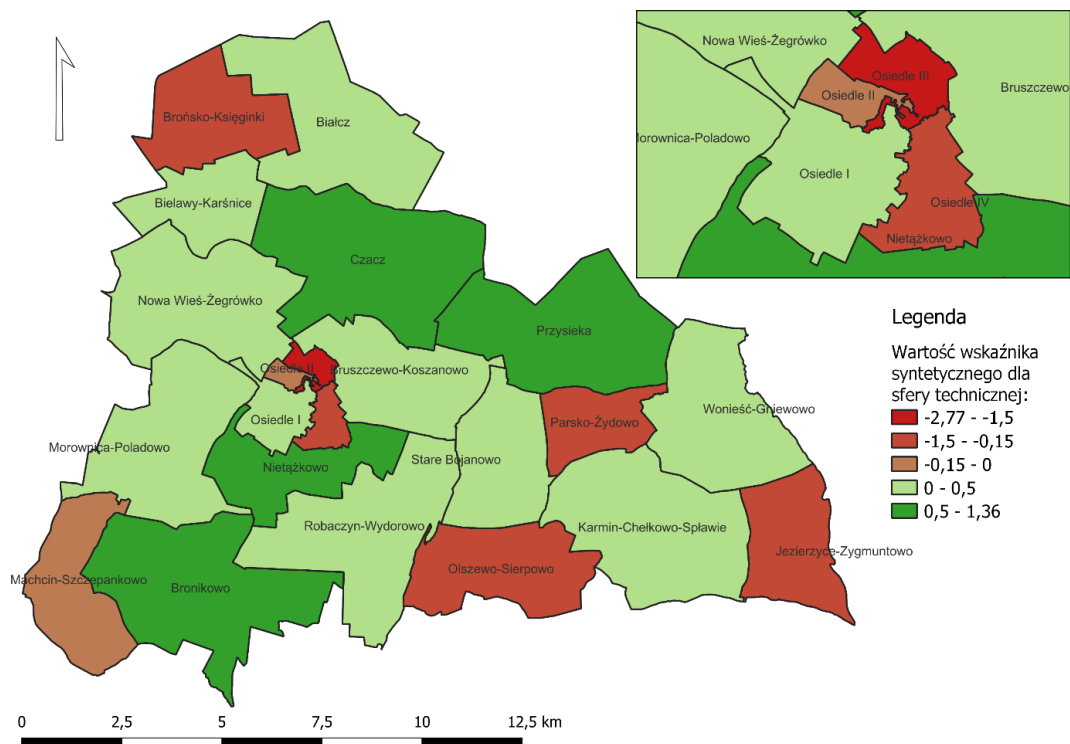 Nowa Wieś-Żegrówko
Osiedle III
Bruszczewo
Osiedle II
Morownica-Poladowo
Osiedle I
Osiedle IV
Nietążkowo
Brońsko-Księginki
Białcz
Bielawy-Karśnice
Czacz
Nowa Wieś-Żegrówko
Przysieka
Osiedle II
Bruszczewo-Koszanowo
Osiedle I
Parsko-Żydowo
Wonieść-Gniewowo
Morownica-Poladowo
Nietążkowo
Stare Bojanowo
Robaczyn-Wydorowo
Karmin-Chełkowo-Spławie
Jezierzyce-Zygmuntowo
Machcin-Szczepankowo
Bronikowo
Olszewo-Sierpowo
Legenda
Wartość wskaźnika
syntetycznego dla
sfery technicznej:
-2,77 - -1,5
-1,5 - -0,15
-0,15 - 0
0 - 0,5
0,5 - 1,36
0 2,5 5 7,5 10 12,5 km